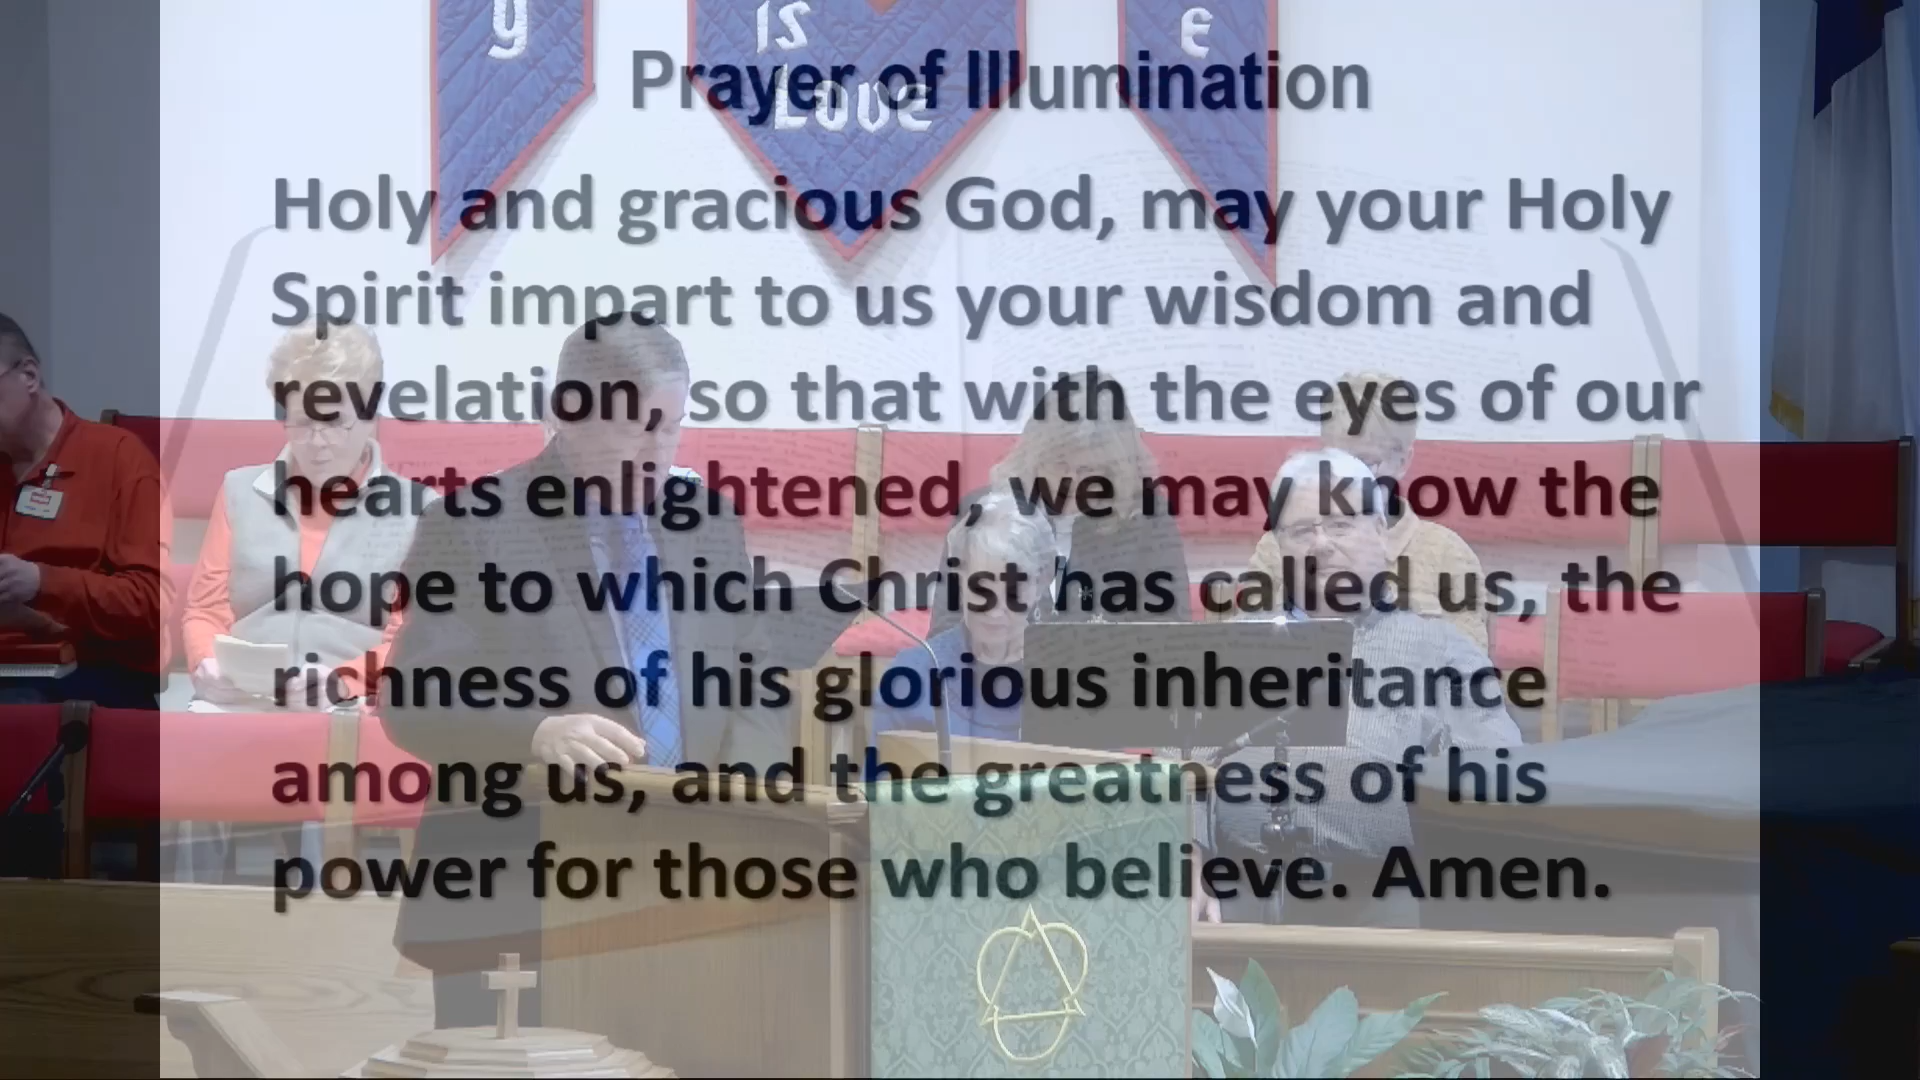 y
is
Love
e
Prayer of Illumination
Holy and gracious God, may your Holy
Spirit impart to us your wisdom and
revelation, so that with the eyes of our
hearts enlightened, we may know the
hope to which Christ has called us, the
richness of his glorious inheritance
among us, and the greatness of his
power for those who believe. Amen.